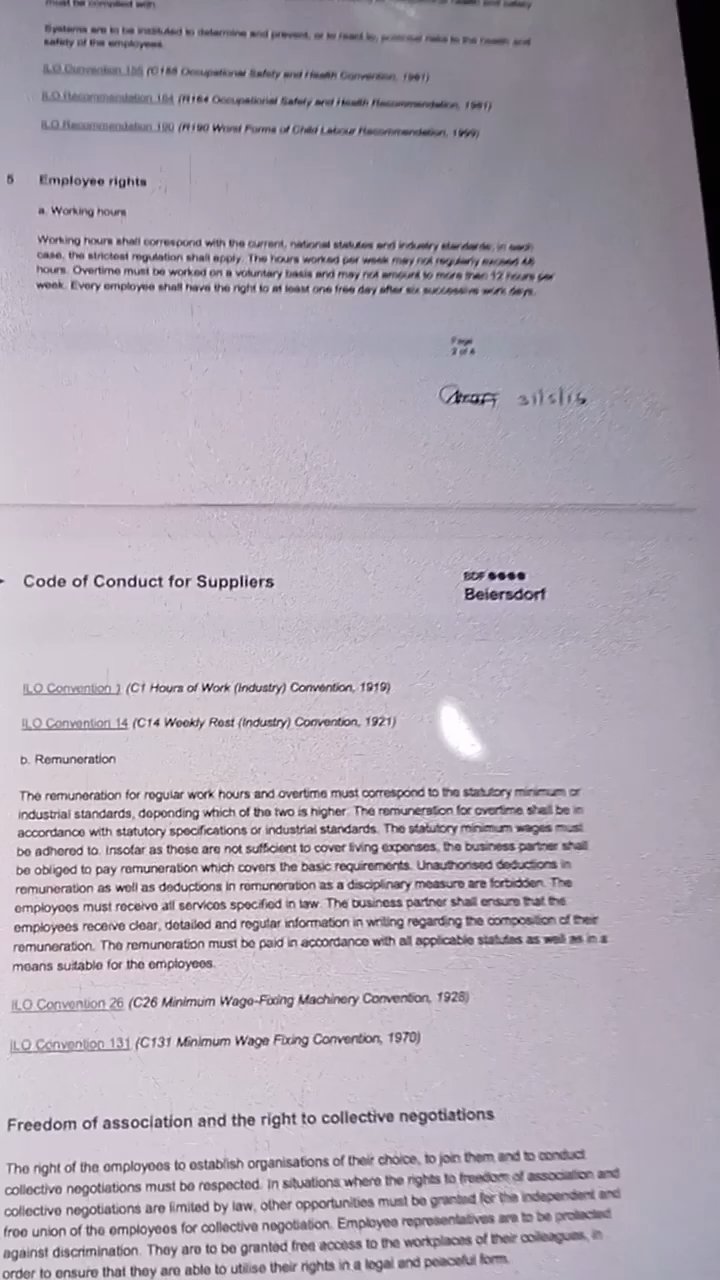 must be complied with.
Systems are to be instituted to determine and prevent, or to react to, potential risks to the health and
safety of the employees.
ILO Convention 155 (C155 Occupational Safety and Health Convention, 1981)
ILO Recommendation 164 (R164 Occupational Safety and Health Recommendation, 1981)
ILO Recommendation 190 (R190 Worst Forms of Child Labour Recommendation, 1999)
5 Employee rights
a. Working hours
Working hours shall correspond with the current, national statutes and industry standards, in each
case, the strictest regulation shall apply. The hours worked per week may not regularly exceed 48
hours. Overtime must be worked on a voluntary basis and may not amount to more than 12 hours per
week. Every employee shall have the right to at least one free day after six successive work days.
Page
2 of 6
31/5/15
Code of Conduct for Suppliers
BDF ●●●●
Beiersdorf
ILO Convention 1 (C1 Hours of Work (Industry) Convention, 1919)
ILO Convention 14 (C14 Weekly Rest (Industry) Convention, 1921)
b. Remuneration
The remuneration for regular work hours and overtime must correspond to the statutory minimum or
industrial standards, depending which of the two is higher. The remuneration for overtime shall be in
accordance with statutory specifications or industrial standards. The statutory minimum wages must
be adhered to. Insofar as these are not sufficient to cover living expenses, the business partner shall
be obliged to pay remuneration which covers the basic requirements. Unauthorised deductions in
remuneration as well as deductions in remuneration as a disciplinary measure are forbidden. The
employees must receive all services specified in law. The business partner shall ensure that the
employees receive clear, detailed and regular information in writing regarding the composition of their
remuneration. The remuneration must be paid in accordance with all applicable statutes as well as in a
means suitable for the employees.
ILO Convention 26 (C26 Minimum Wage-Fixing Machinery Convention, 1928)
ILO Convention 131 (C131 Minimum Wage Fixing Convention, 1970)
Freedom of association and the right to collective negotiations
The right of the employees to establish organisations of their choice, to join them and to conduct
collective negotiations must be respected. In situations where the rights to freedom of association and
collective negotiations are limited by law, other opportunities must be granted for the independent and
free union of the employees for collective negotiation. Employee representatives are to be protected
against discrimination. They are to be granted free access to the workplaces of their colleagues, in
order to ensure that they are able to utilise their rights in a legal and peaceful form.